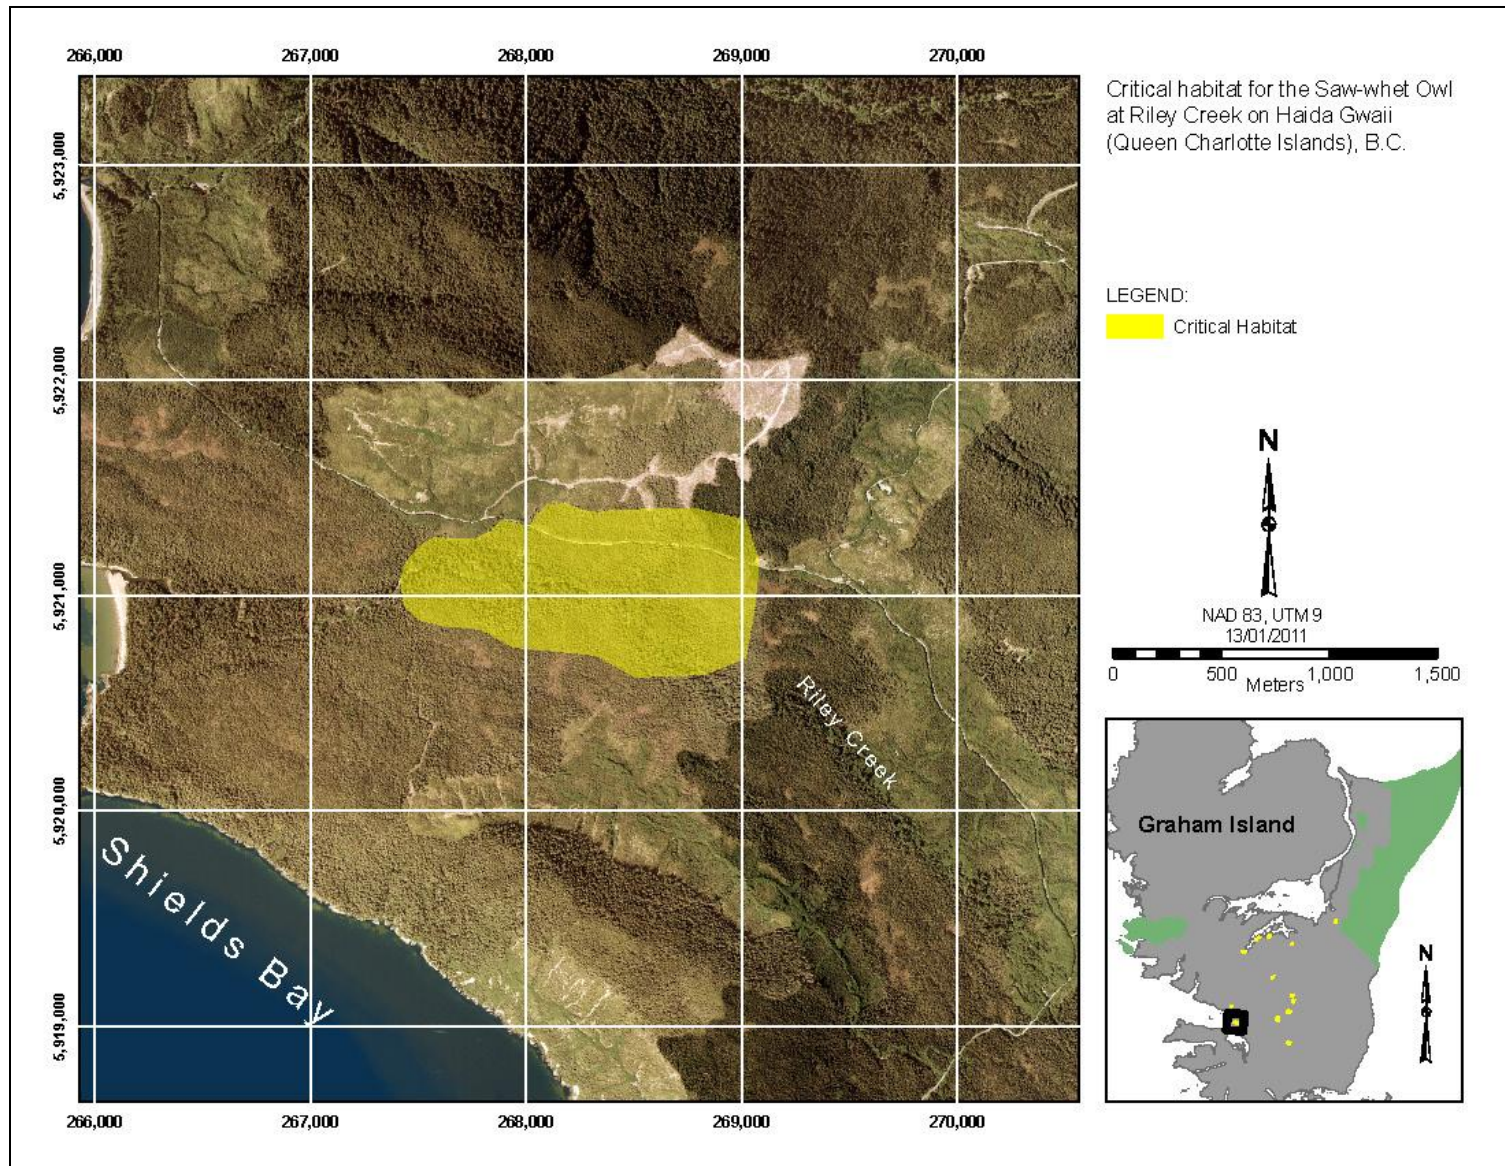 266,000 267,000 268,000 269,000 270,000
Critical habitat for the Saw-whet Owl
at Riley Creek on Haida Gwaii
(Queen Charlotte Islands), B.C.
5,923,000
LEGEND:
Critical Habitat
5,922,000
N
5,921,000
NAD 83, UTM 9
13/01/2011
0 500 1,000 1,500
Meters
Riley Creek
5,920,000
Graham Island
Shields Bay
N
5,919,000
266,000 267,000 268,000 269,000 270,000